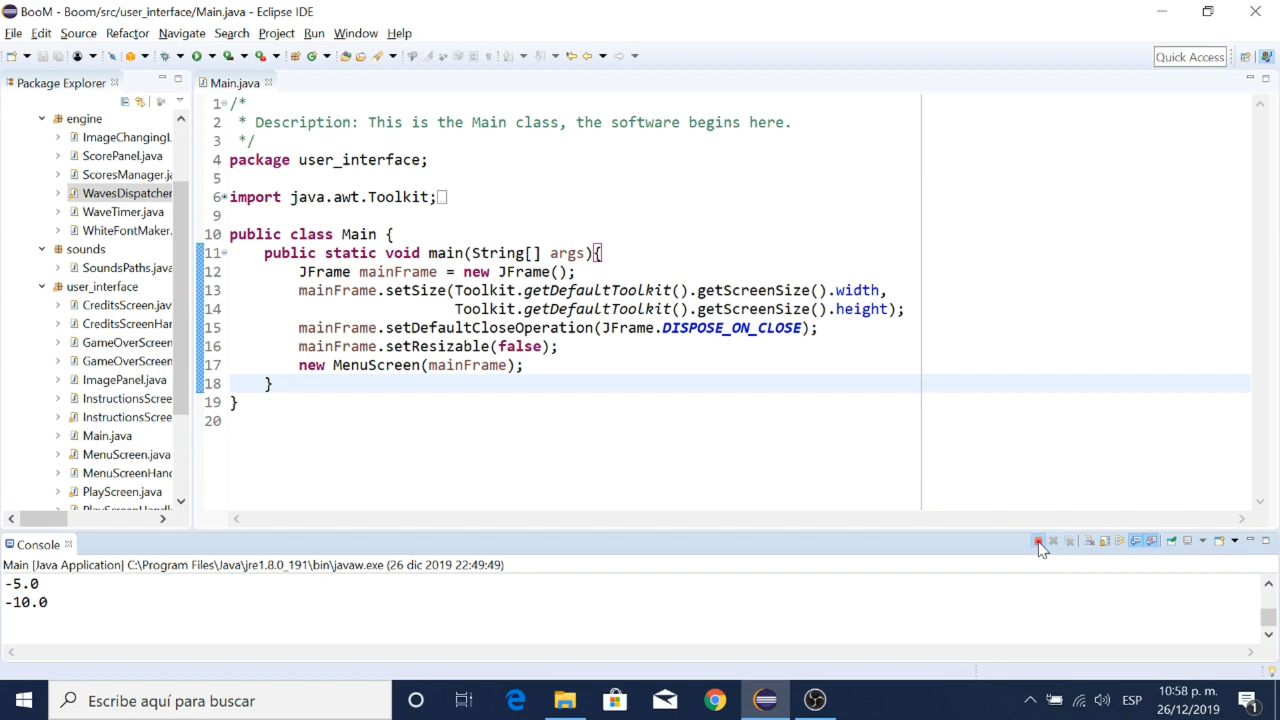 BooM - Boom/src/user_interface/Main.java - Eclipse IDE
File Edit Source Refactor Navigate Search Project Run Window Help
Quick Access
Package Explorer
Main.java
engine
ImageChangingL
ScorePanel.java
ScoresManager.ja
WavesDispatcher
WaveTimer.java
WhiteFontMaker.
sounds
SoundsPaths.java
user_interface
CreditsScreen.jav
CreditsScreenHar
GameOverScreen
GameOverScreen
ImagePanel.java
InstructionsScree
InstructionsScree
Main.java
MenuScreen.java
MenuScreenHand
PlayScreen.java
1 /*
2 * Description: This is the Main class, the software begins here.
3 */
4 package user_interface;
5
6 import java.awt.Toolkit;
9
10 public class Main {
11 public static void main(String[] args){
12 JFrame mainFrame = new JFrame();
13 mainFrame.setSize(Toolkit.getDefaultToolkit().getScreenSize().width,
14 Toolkit.getDefaultToolkit().getScreenSize().height);
15 mainFrame.setDefaultCloseOperation(JFrame.DISPOSE_ON_CLOSE);
16 mainFrame.setResizable(false);
17 new MenuScreen(mainFrame);
18 }
19 }
20
Console
Main [Java Application] C:\Program Files\Java\jre1.8.0_191\bin\javaw.exe (26 dic 2019 22:49:49)
-5.0
-10.0
Escribe aquí para buscar
ESP
10:58 p. m.
26/12/2019
1